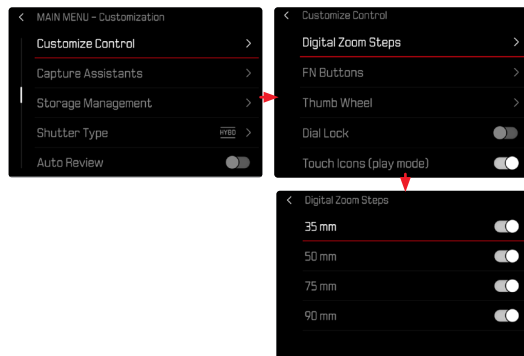 MAIN MENU - Customization
Customize Control
Capture Assistants
Storage Management
Shutter Type HYBD
Auto Review
Customize Control
Digital Zoom Steps
FN Buttons
Thumb Wheel
Dial Lock
Touch Icons (play mode)
Digital Zoom Steps
35 mm
50 mm
75 mm
90 mm